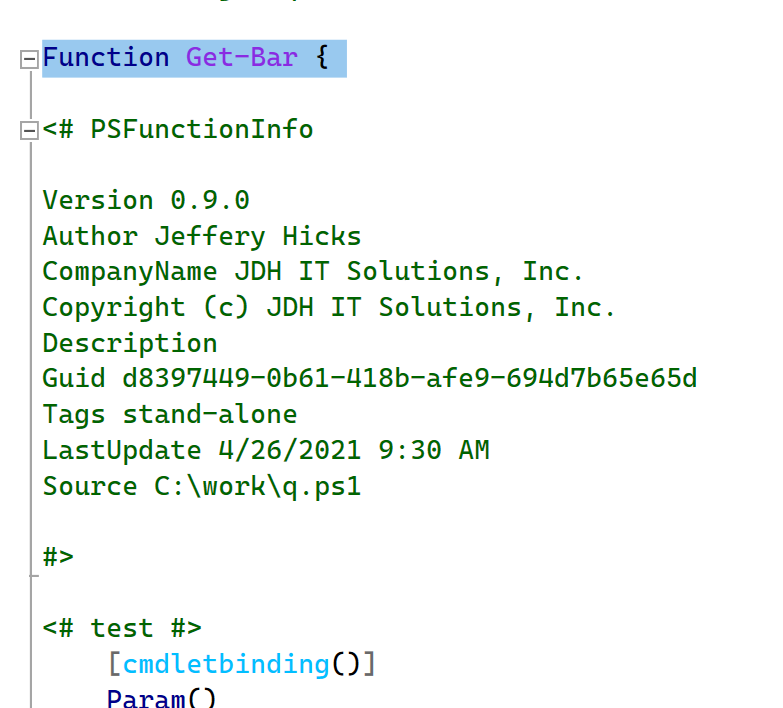 Function Get-Bar {
<# PSFunctionInfo
Version 0.9.0
Author Jeffery Hicks
CompanyName JDH IT Solutions, Inc.
Copyright (c) JDH IT Solutions, Inc.
Description
Guid d8397449-0b61-418b-afe9-694d7b65e65d
Tags stand-alone
LastUpdate 4/26/2021 9:30 AM
Source C:\work\q.ps1
#>
<# test #>
    [cmdletbinding()]
    Param()